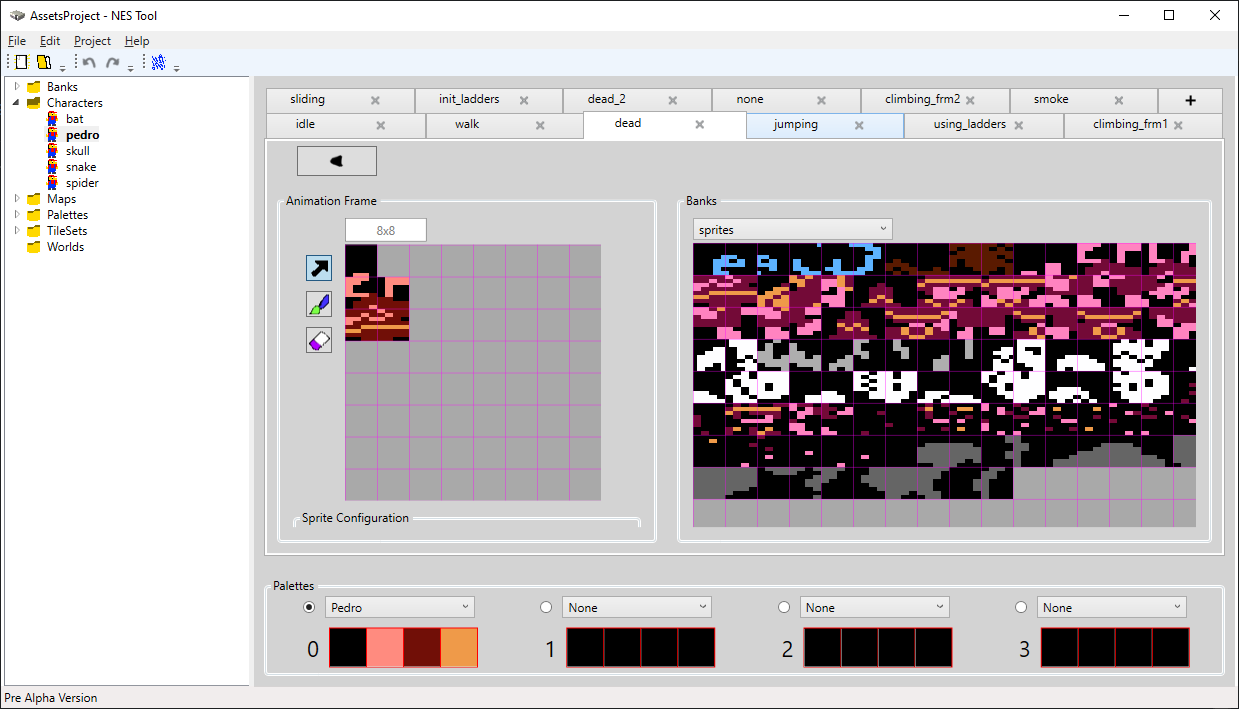 AssetsProject - NES Tool
File Edit Project Help
Banks
Characters
bat
pedro
skull
snake
spider
Maps
Palettes
TileSets
Worlds
sliding init_ladders dead_2 none climbing_frm2 smoke +
idle walk dead jumping using_ladders climbing_frm1
Animation Frame
8x8
Sprite Configuration
Banks
sprites
Palettes
Pedro None None None
0 1 2 3
Pre Alpha Version